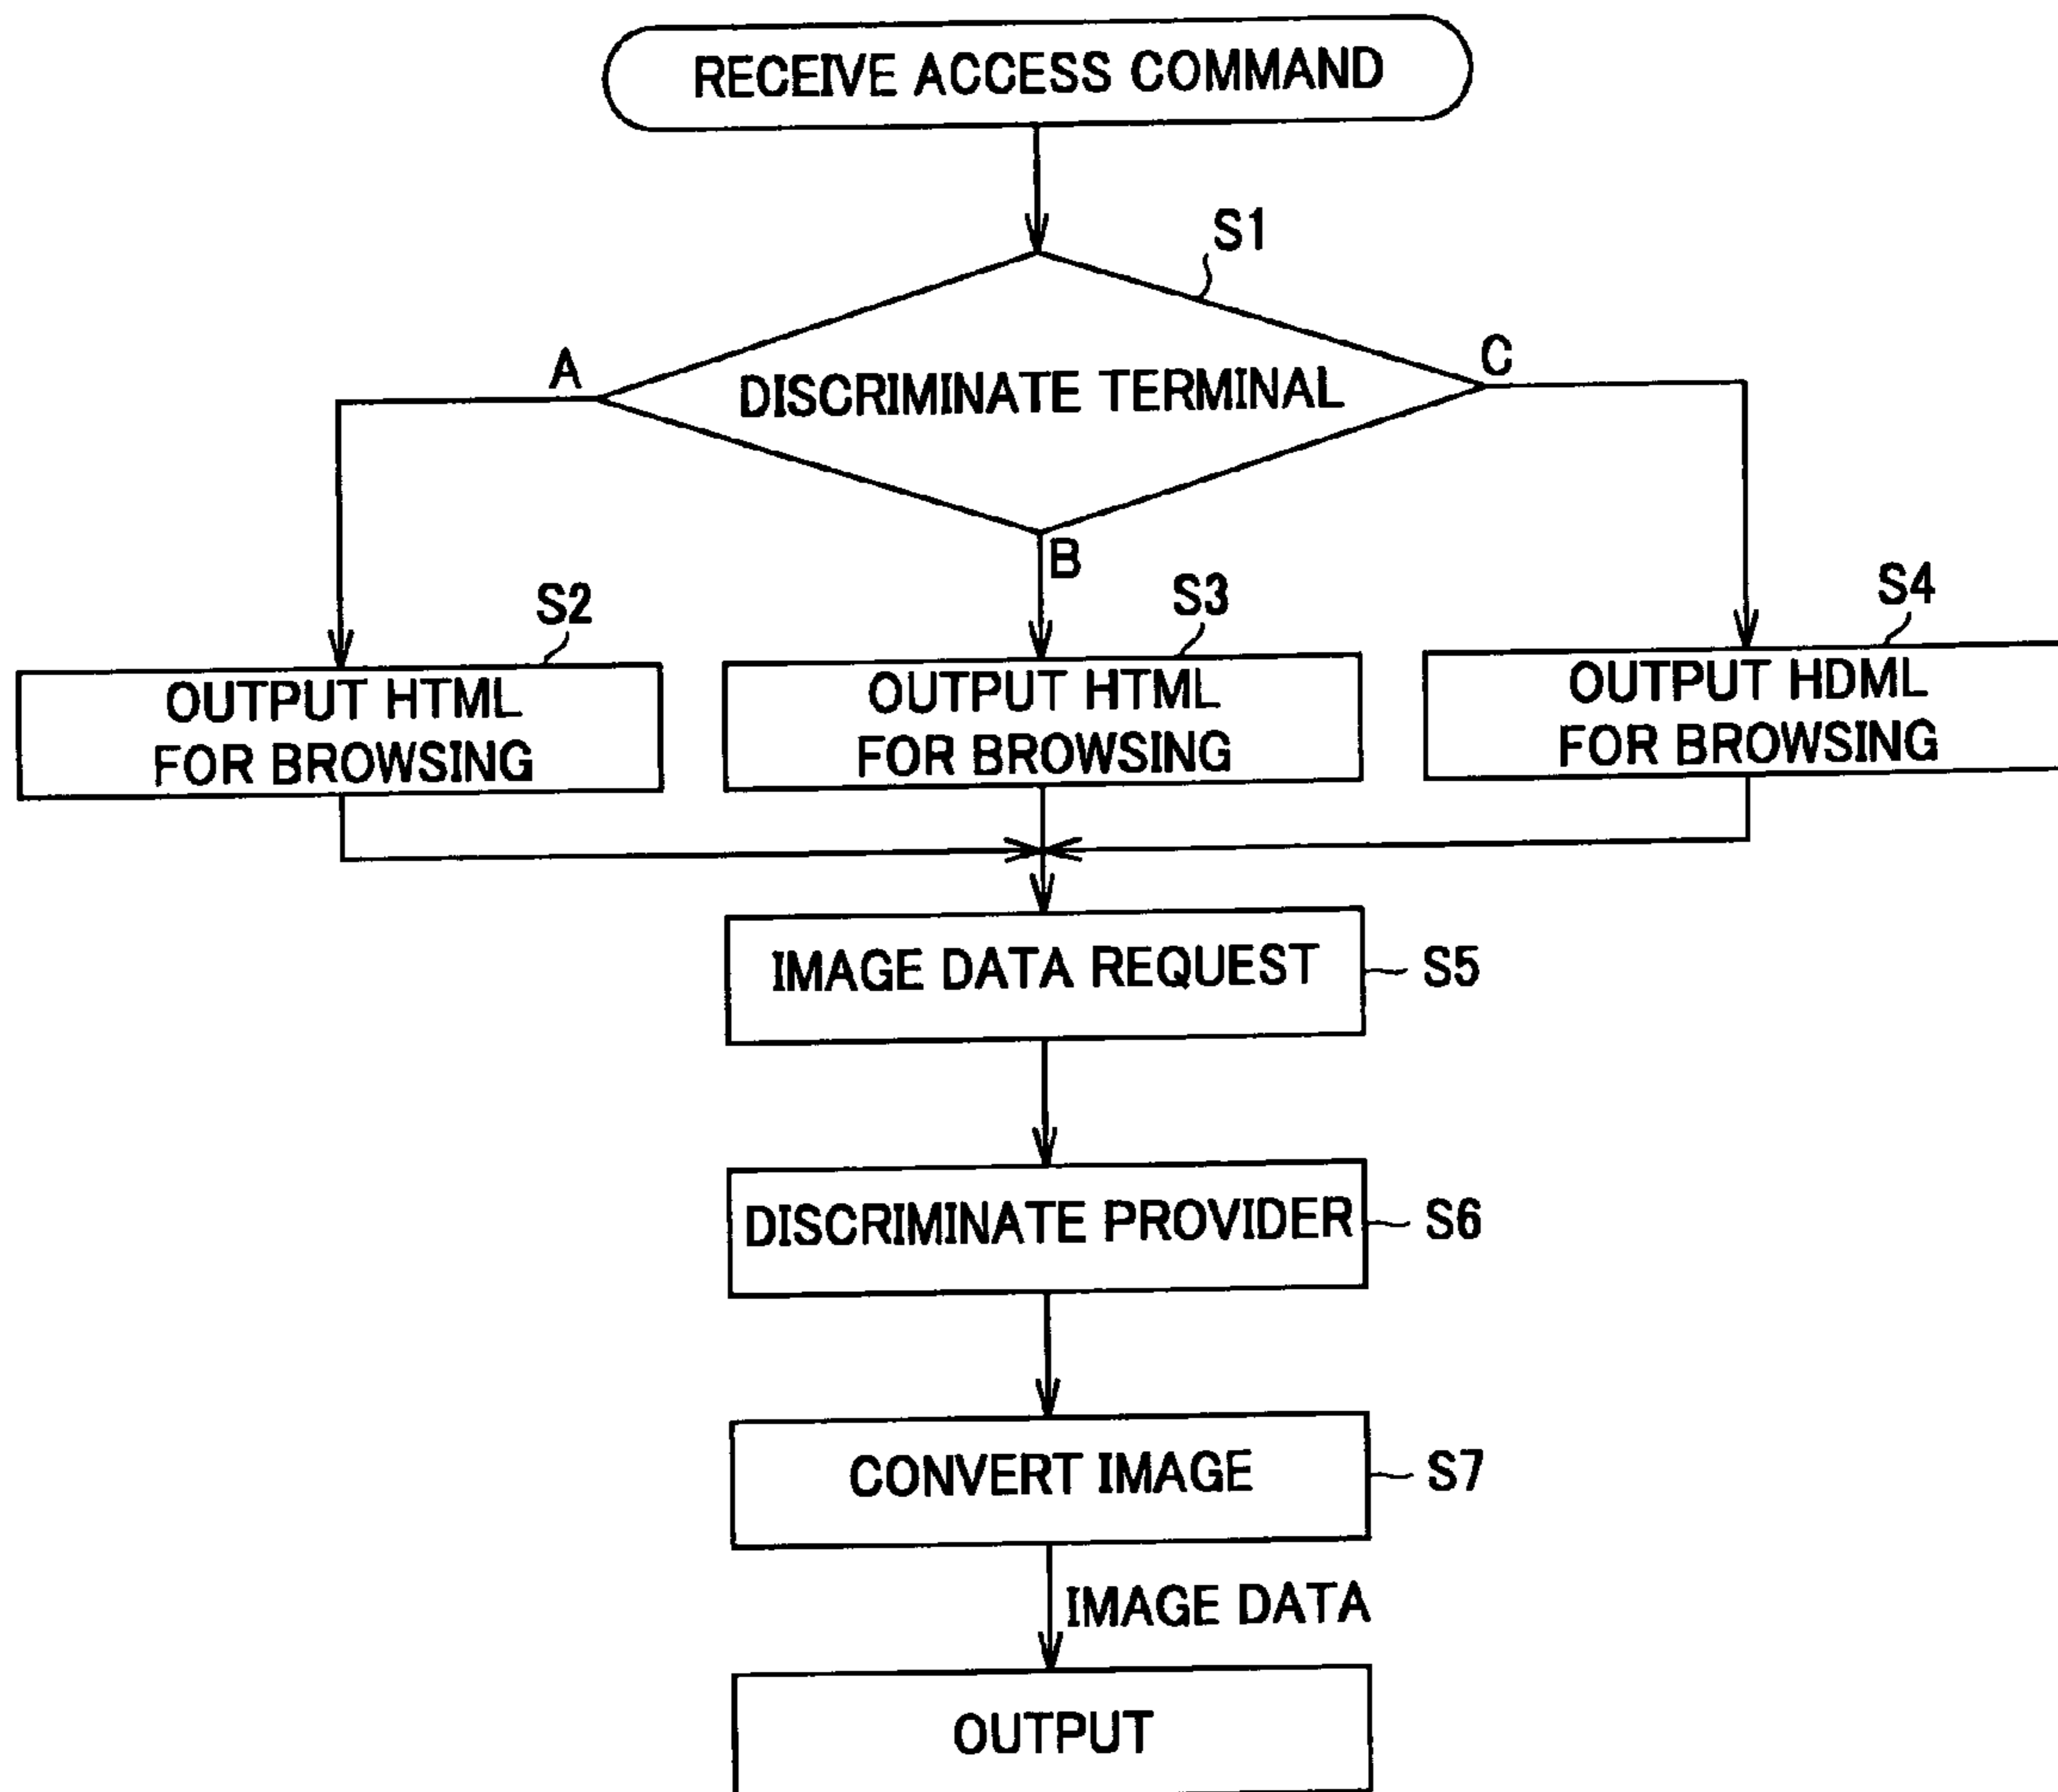 RECEIVE ACCESS COMMAND
S1
A
C
DISCRIMINATE TERMINAL
B
S2
S3
S4
OUTPUT HTML
FOR BROWSING
OUTPUT HTML
FOR BROWSING
OUTPUT HDML
FOR BROWSING
IMAGE DATA REQUEST
S5
DISCRIMINATE PROVIDER
S6
CONVERT IMAGE
S7
IMAGE DATA
OUTPUT